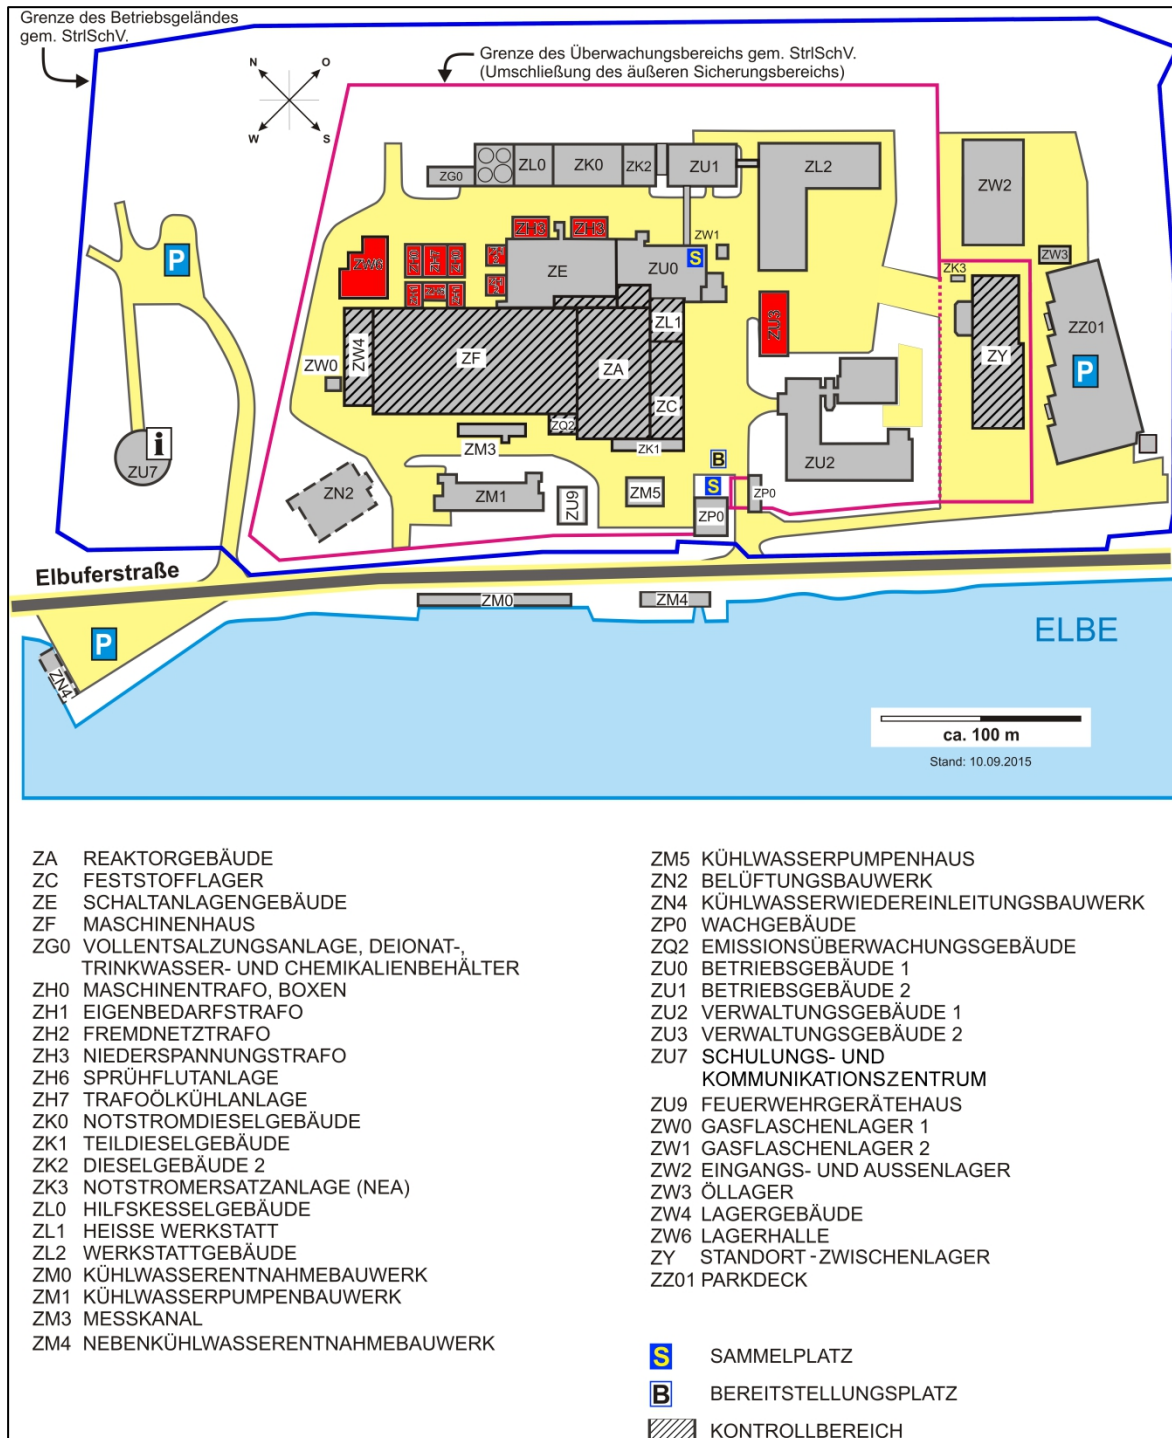 Grenze des Betriebsgeländes
gem. StrlSchV.
Grenze des Überwachungsbereichs gem. StrlSchV.
(Umschließung des äußeren Sicherungsbereichs)
N
O
W
S
ZG0
ZL0
ZK0
ZK2
ZU1
ZL2
ZW2
ZW1
ZW3
ZK3
P
ZW6
ZH7
ZH3
ZH3
ZE
S
ZU0
ZU3
ZL1
ZW0
ZW4
ZF
ZA
ZC
ZY
ZZ01
P
ZQ2
ZK1
ZM3
ZU7
i
ZN2
ZM1
ZU9
ZM5
B
S
ZP0
ZP0
ZU2
Elbuferstraße
ZM0
ZM4
P
ZN4
ELBE
ca. 100 m
Stand: 10.09.2015
ZA REAKTORGEBÄUDE
ZC FESTSTOFFLAGER
ZE SCHALTANLAGENGEBÄUDE
ZF MASCHINENHAUS
ZG0 VOLLENTSALZUNGSANLAGE, DEIONAT-,
TRINKWASSER- UND CHEMIKALIENBEHÄLTER
ZH0 MASCHINENTRAFO, BOXEN
ZH1 EIGENBEDARFSTRAFO
ZH2 FREMDNETZTRAFO
ZH3 NIEDERSPANNUNGSTRAFO
ZH6 SPRÜHFLUTANLAGE
ZH7 TRAFOÖLKÜHLANLAGE
ZK0 NOTSTROMDIESELGEBÄUDE
ZK1 TEILDIESELGEBÄUDE
ZK2 DIESELGEBÄUDE 2
ZK3 NOTSTROMERSATZANLAGE (NEA)
ZL0 HILFSKESSELGEBÄUDE
ZL1 HEISSE WERKSTATT
ZL2 WERKSTATTGEBÄUDE
ZM0 KÜHLWASSERENTNAHMEBAUWERK
ZM1 KÜHLWASSERPUMPENBAUWERK
ZM3 MESSKANAL
ZM4 NEBENKÜHLWASSERENTNAHMEBAUWERK
ZM5 KÜHLWASSERPUMPENHAUS
ZN2 BELÜFTUNGSBAUWERK
ZN4 KÜHLWASSERWIEDEREINLEITUNGSBAUWERK
ZP0 WACHGEBÄUDE
ZQ2 EMISSIONSÜBERWACHUNGSGEBÄUDE
ZU0 BETRIEBSGEBÄUDE 1
ZU1 BETRIEBSGEBÄUDE 2
ZU2 VERWALTUNGSGEBÄUDE 1
ZU3 VERWALTUNGSGEBÄUDE 2
ZU7 SCHULUNGS- UND
KOMMUNIKATIONSZENTRUM
ZU9 FEUERWEHRGERÄTEHAUS
ZW0 GASFLASCHENLAGER 1
ZW1 GASFLASCHENLAGER 2
ZW2 EINGANGS- UND AUSSENLAGER
ZW3 ÖLLAGER
ZW4 LAGERGEBÄUDE
ZW6 LAGERHALLE
ZY STANDORT-ZWISCHENLAGER
ZZ01 PARKDECK
S SAMMELPLATZ
B BEREITSTELLUNGSPLATZ
KONTROLLBEREICH